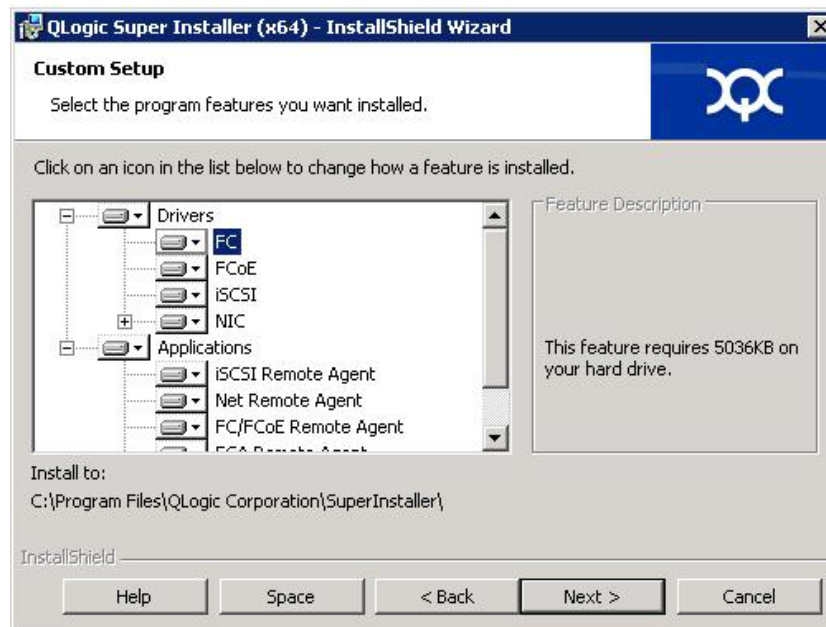 QLogic Super Installer (x64) - InstallShield Wizard
Custom Setup
Select the program features you want installed.
Click on an icon in the list below to change how a feature is installed.
Drivers
FC
FCoE
iSCSI
NIC
Applications
iSCSI Remote Agent
Net Remote Agent
FC/FCoE Remote Agent
Remote Agent
Feature Description
This feature requires 5036KB on
your hard drive.
Install to:
C:\Program Files\QLogic Corporation\SuperInstaller\
InstallShield
Help
Space
< Back
Next >
Cancel